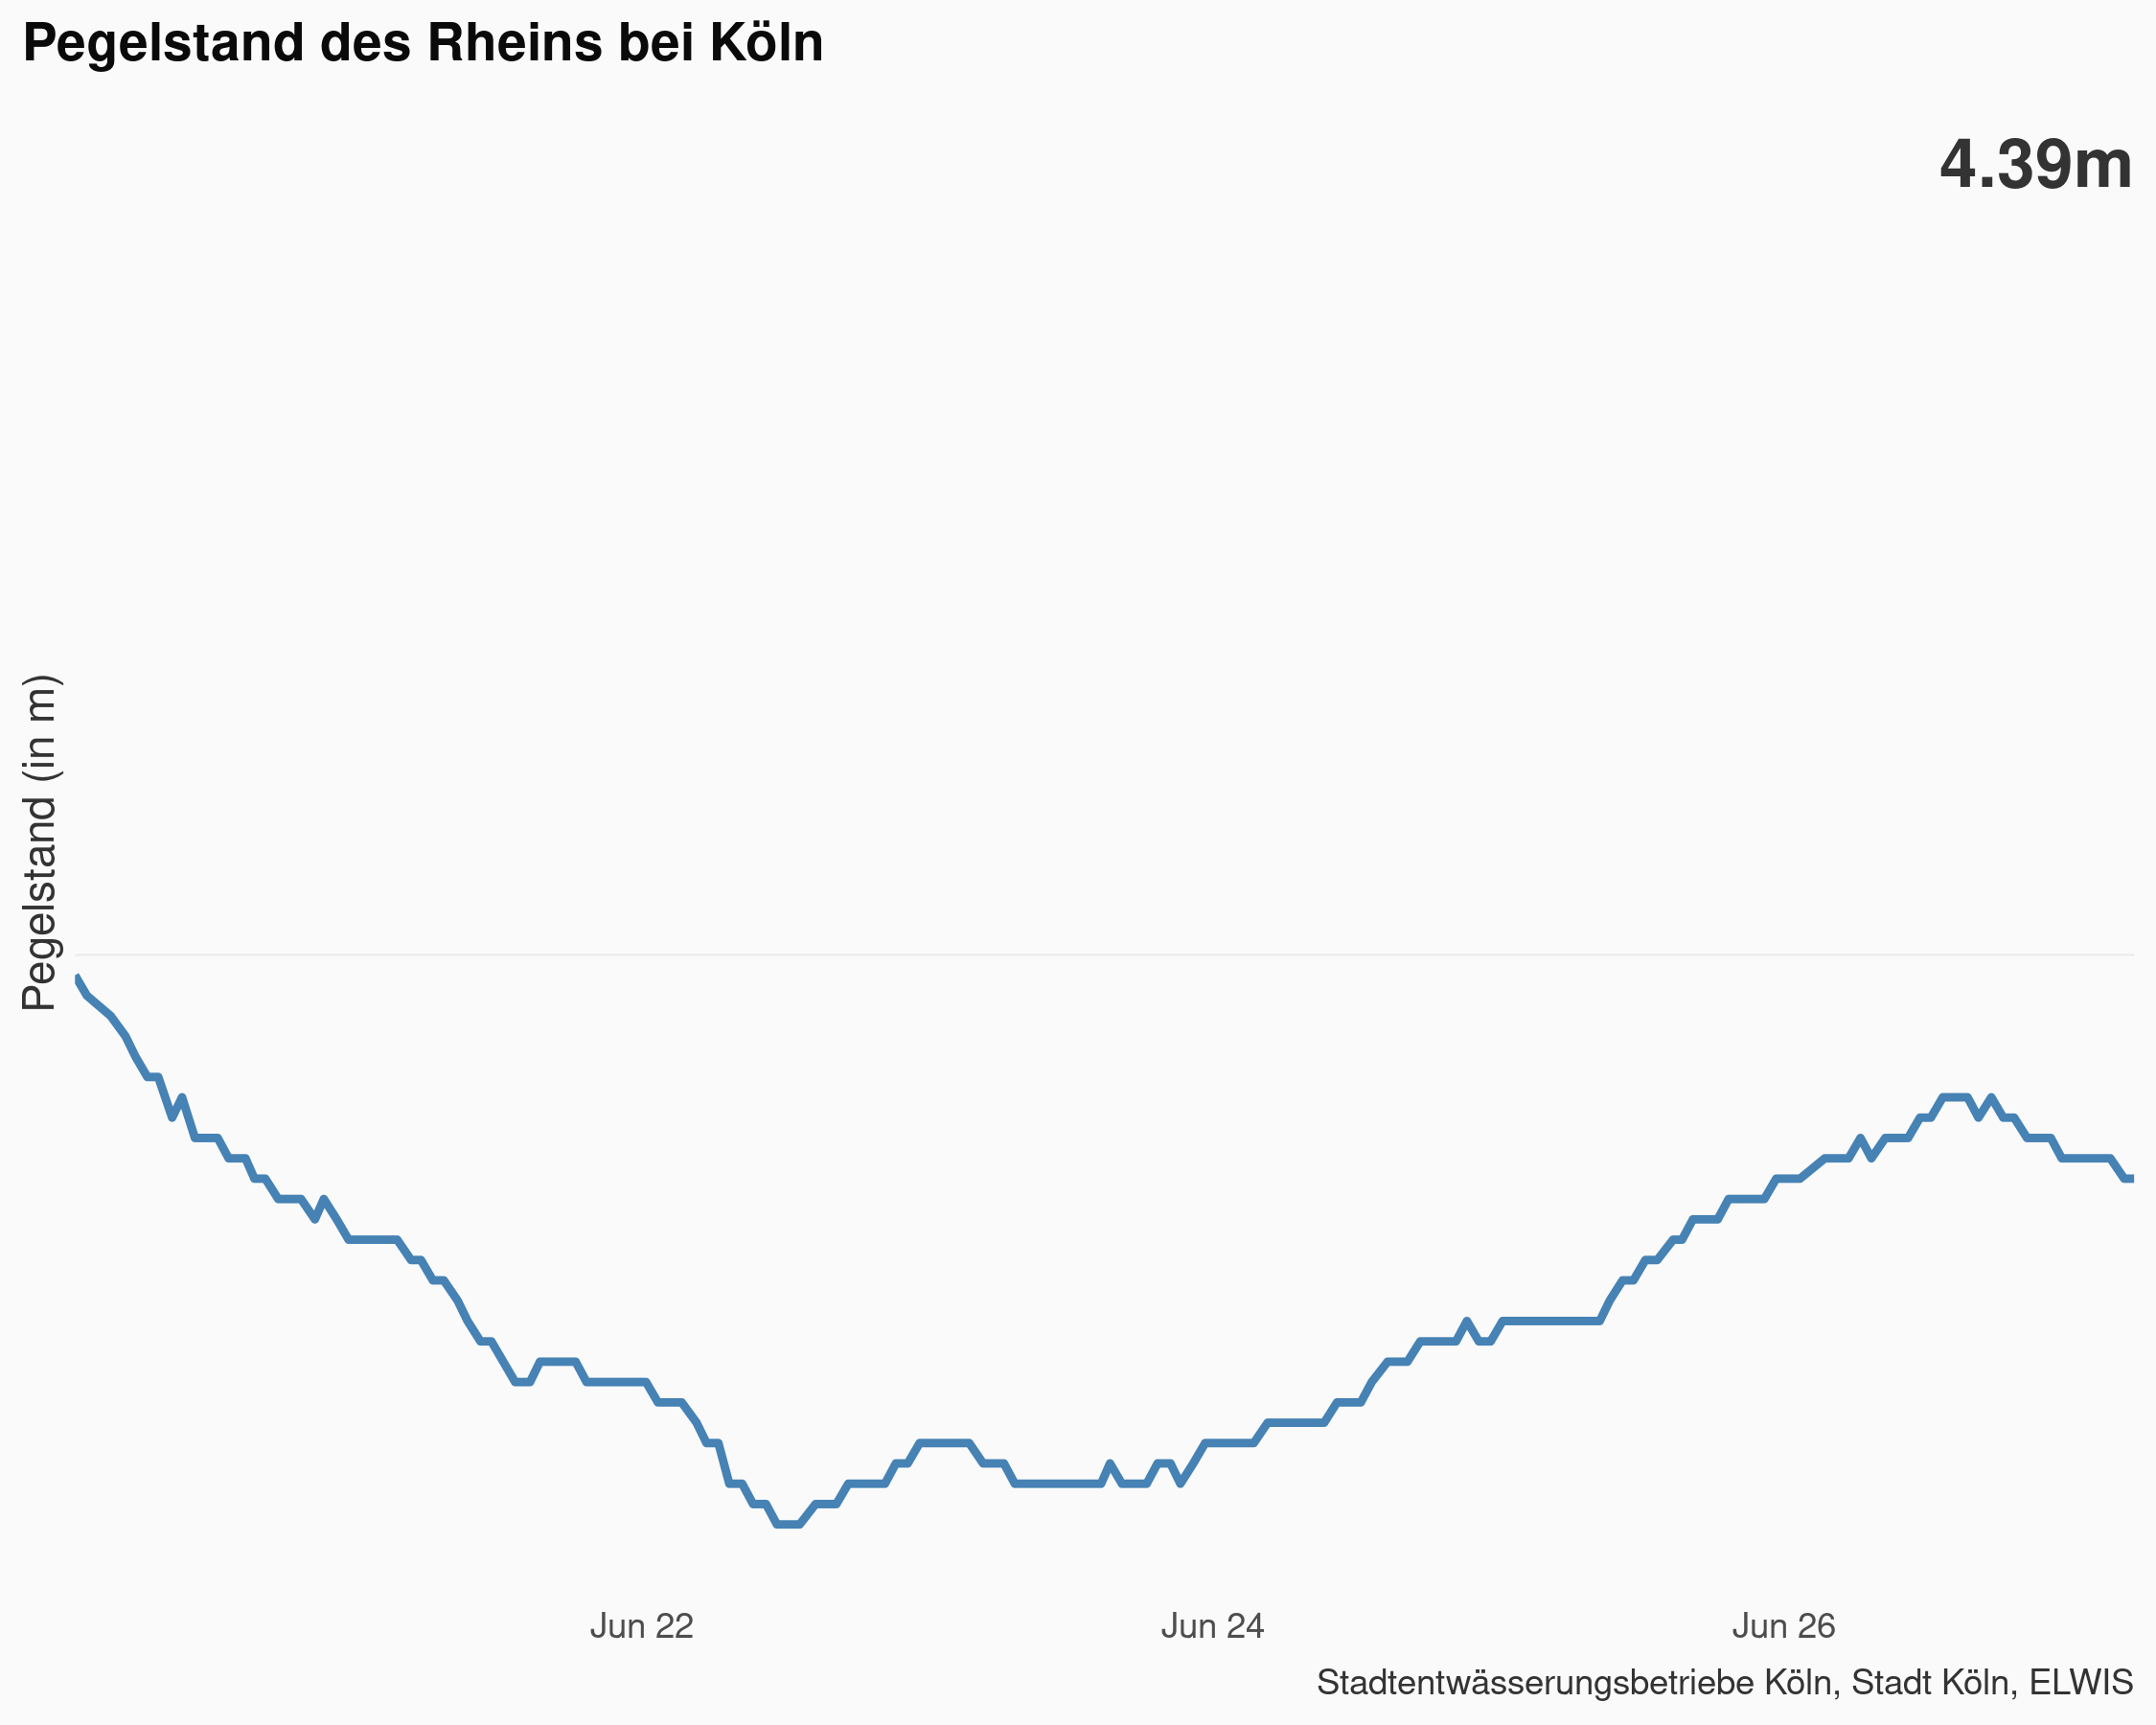 Pegelstand des Rheins bei Köln
4.39m
Pegelstand (in m)
Jun 22
Jun 24
Jun 26
Stadtentwässerungsbetriebe Köln, Stadt Köln, ELWIS